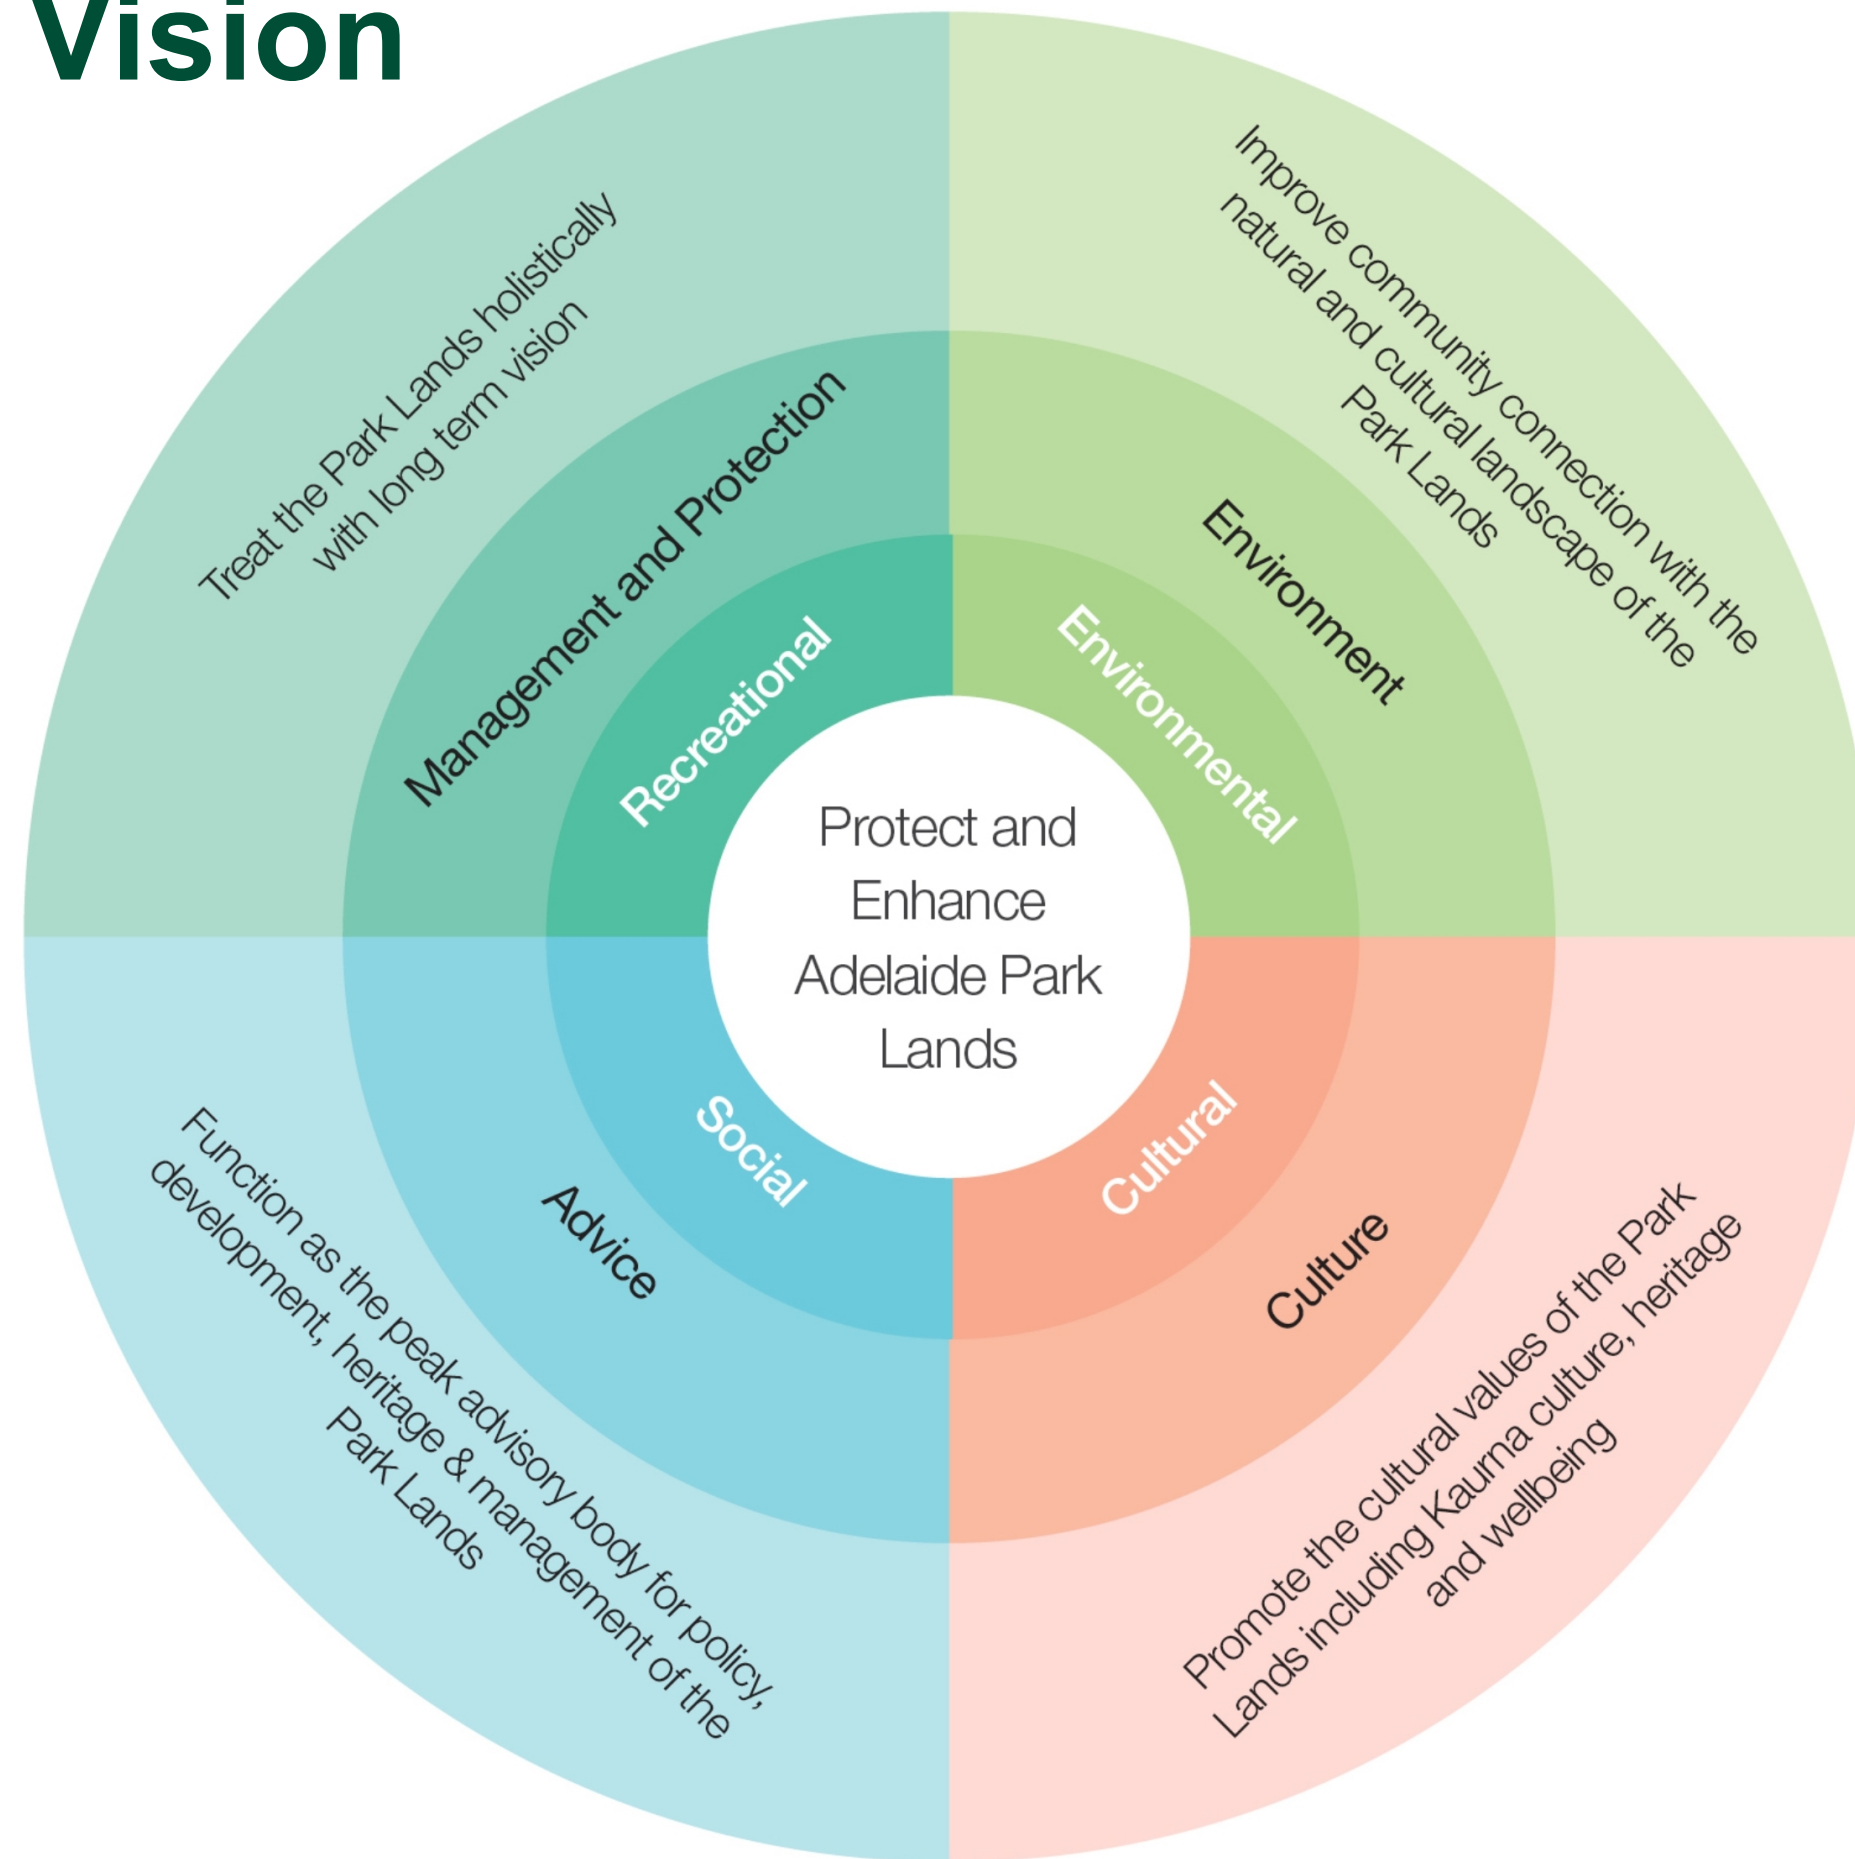 Vision
Treat the Park Lands holistically
with long term vision
Management and Protection
Recreational
Improve community connection with the
natural and cultural landscape of the
Park Lands
Environment
Environmental
Protect and
Enhance
Adelaide Park
Lands
Social
Advice
Function as the peak advisory body for policy,
development, heritage & management of the
Park Lands
Cultural
Culture
Promote the cultural values of the Park
Lands including Kaurna culture, heritage
and wellbeing